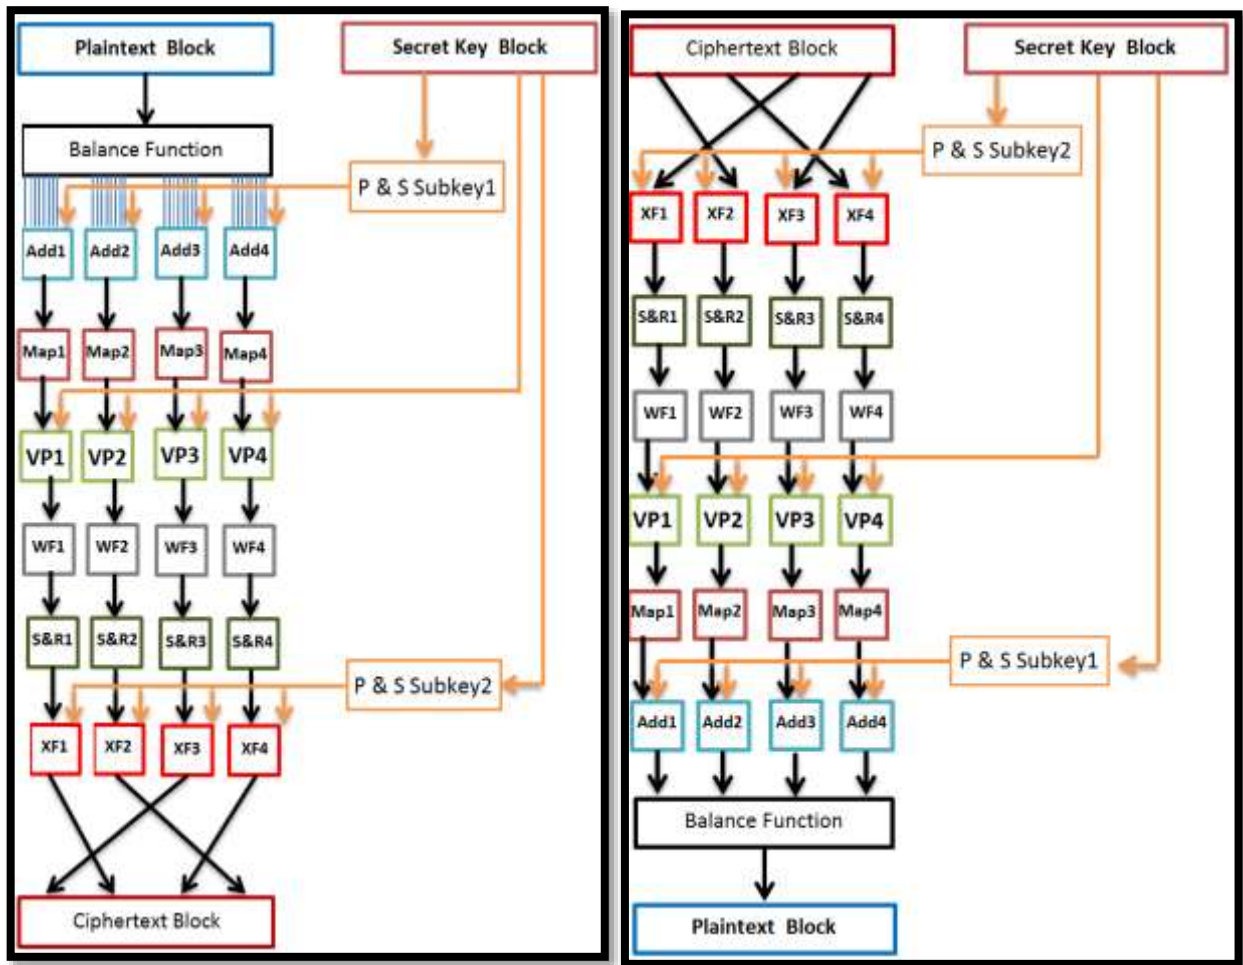 Plaintext Block
Secret Key Block
Balance Function
P & S Subkey1
Add1 Add2 Add3 Add4
Map1 Map2 Map3 Map4
VP1 VP2 VP3 VP4
WF1 WF2 WF3 WF4
S&R1 S&R2 S&R3 S&R4
P & S Subkey2
XF1 XF2 XF3 XF4
Ciphertext Block
Ciphertext Block
Secret Key Block
P & S Subkey2
XF1 XF2 XF3 XF4
S&R1 S&R2 S&R3 S&R4
WF1 WF2 WF3 WF4
VP1 VP2 VP3 VP4
Map1 Map2 Map3 Map4
P & S Subkey1
Add1 Add2 Add3 Add4
Balance Function
Plaintext Block